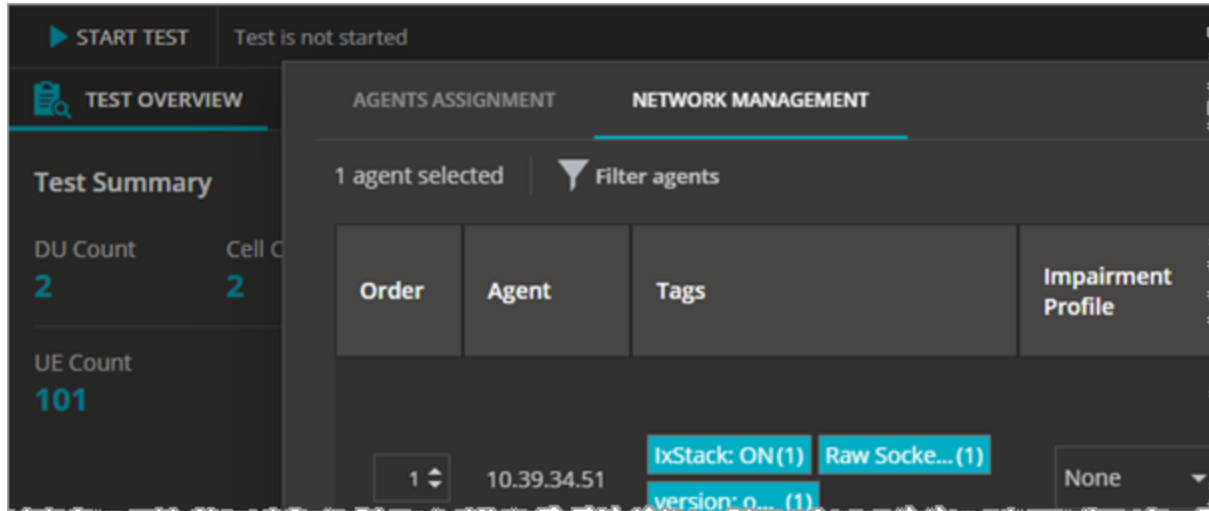 START TEST Test is not started
TEST OVERVIEW AGENTS ASSIGNMENT NETWORK MANAGEMENT
1 agent selected Filter agents
Test Summary
DU Count Cell C
2 2
Order Agent Tags Impairment
Profile
UE Count
101
IxStack: ON (1) Raw Socke... (1)
1 10.39.34.51 None
version: o... (1)